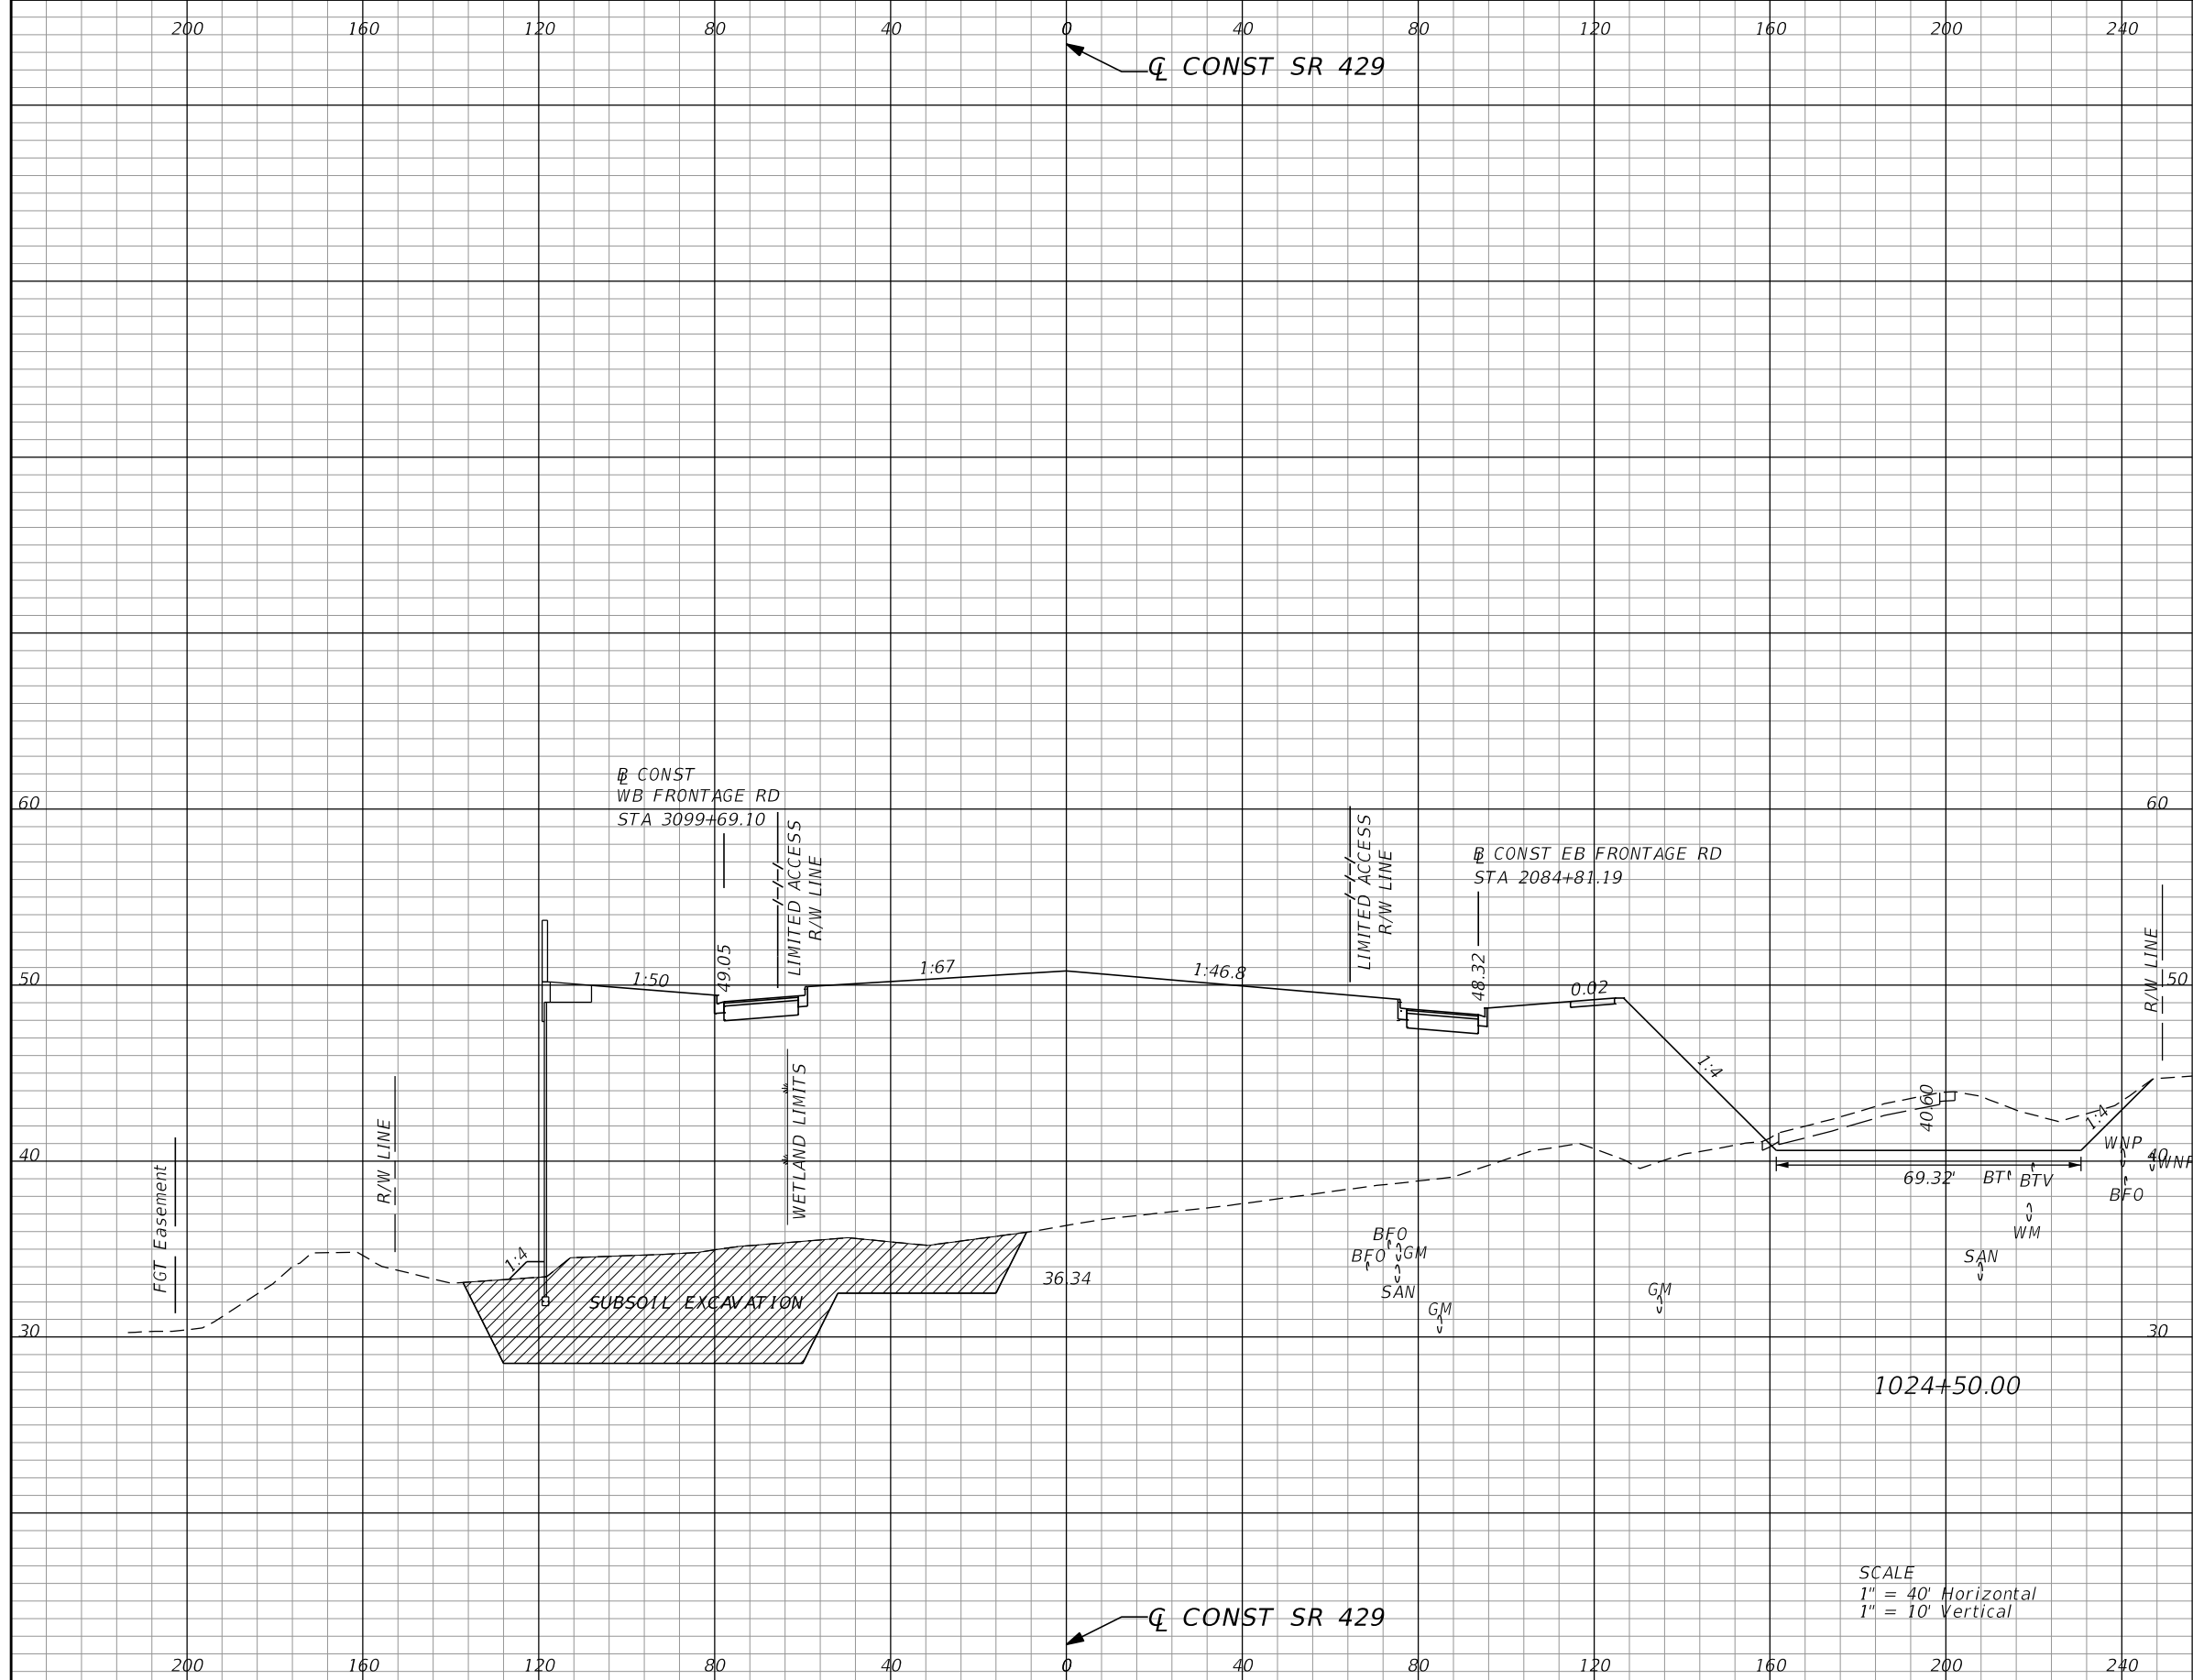 200 160 120 80 40 0 40 80 120 160 200 240
℄ CONST SR 429
B̲L CONST
WB FRONTAGE RD
STA 3099+69.10
60
60
LIMITED ACCESS
R/W LINE
LIMITED ACCESS
R/W LINE
B̲L CONST EB FRONTAGE RD
STA 2084+81.19
R/W LINE
50
1:50
49.05
1:67
1:46.8
48.32
0.02
50
1:4
WETLAND LIMITS
40.60
1:4
R/W LINE
40
FGT Easement
WNP
40
WNP
69.32'
BT
BTV
BFO
WM
BFO
BFO
GM
SAN
SAN
1:4
36.34
GM
GM
SUBSOIL EXCAVATION
30
30
1024+50.00
SCALE
1" = 40' Horizontal
1" = 10' Vertical
℄ CONST SR 429
200 160 120 80 40 0 40 80 120 160 200 240